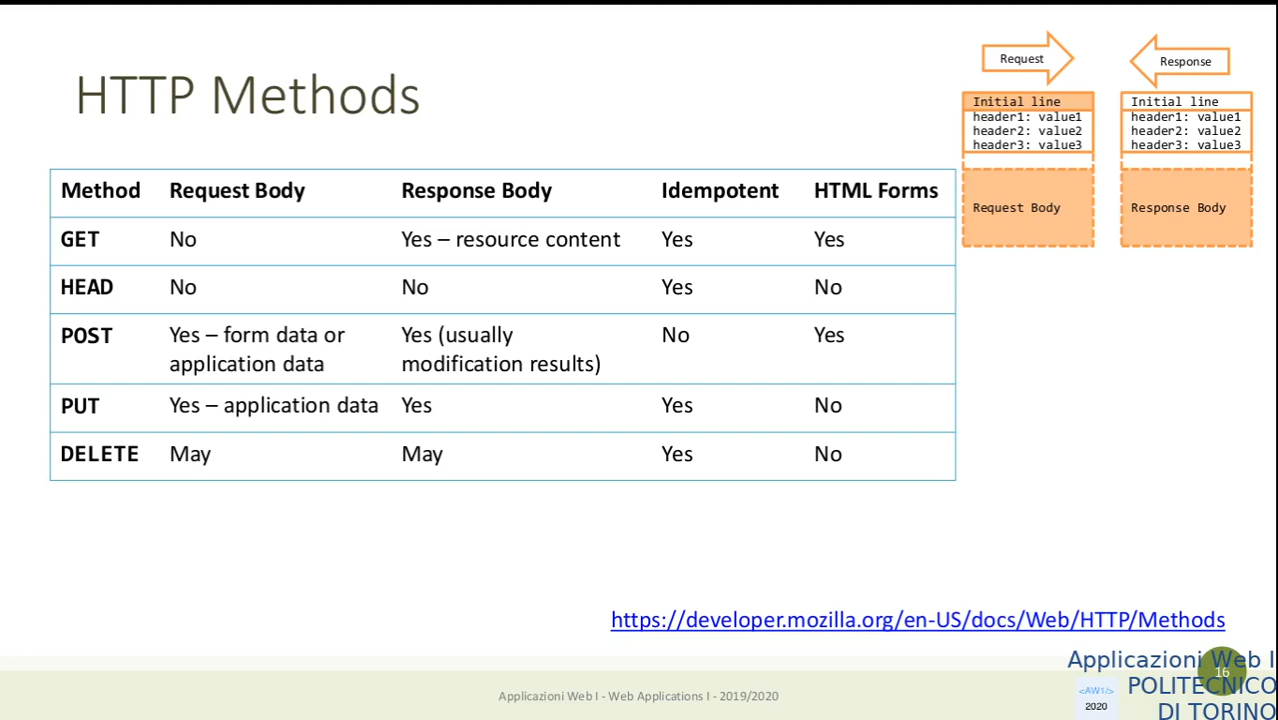 HTTP Methods
Request
Response
Initial line
header1: value1
header2: value2
header3: value3
Request Body
Initial line
header1: value1
header2: value2
header3: value3
Response Body
Method Request Body Response Body Idempotent HTML Forms
GET No Yes – resource content Yes Yes
HEAD No No Yes No
POST Yes – form data or application data Yes (usually modification results) No Yes
PUT Yes – application data Yes Yes No
DELETE May May Yes No
https://developer.mozilla.org/en-US/docs/Web/HTTP/Methods
Applicazioni Web I - Web Applications I - 2019/2020
16
Applicazioni Web I
POLITECNICO
DI TORINO
<AW1/>
2020